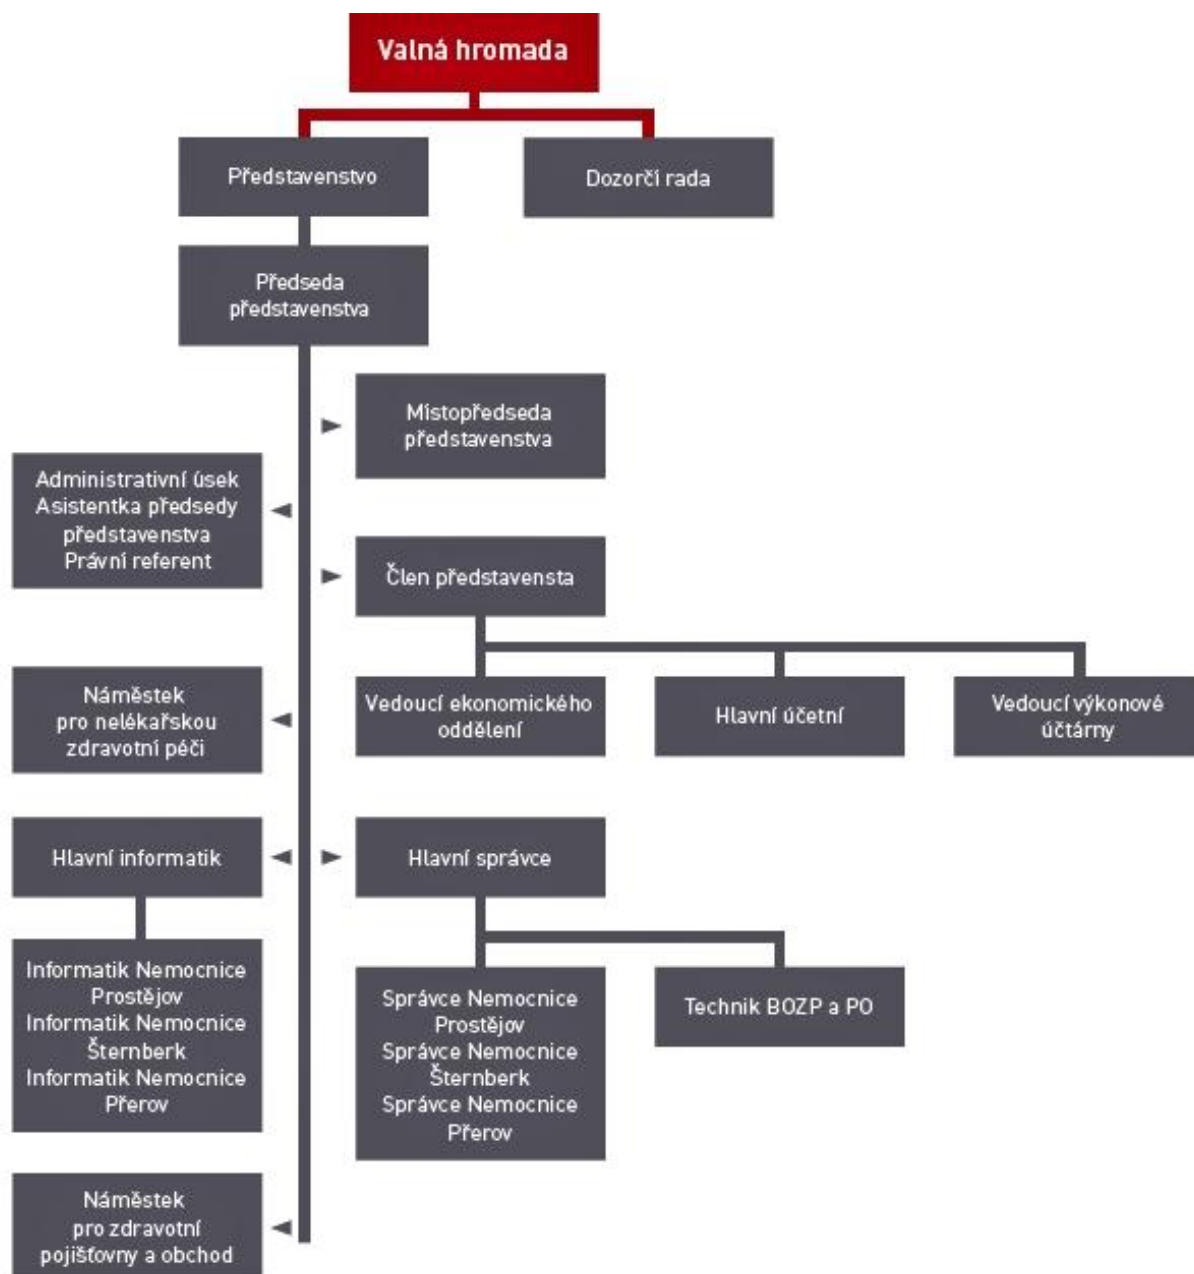 Valná hromada
Představenstvo
Dozorčí rada
Předseda
představenstva
Místopředseda
představenstva
Administrativní úsek
Asistentka předsedy
představenstva
Právní referent
Člen představensta
Náměstek
pro nelékařskou
zdravotní péči
Vedoucí ekonomického
oddělení
Hlavní účetní
Vedoucí výkonové
účtárny
Hlavní informatik
Hlavní správce
Informatik Nemocnice
Prostějov
Informatik Nemocnice
Šternberk
Informatik Nemocnice
Přerov
Správce Nemocnice
Prostějov
Správce Nemocnice
Šternberk
Správce Nemocnice
Přerov
Technik BOZP a PO
Náměstek
pro zdravotní
pojišťovny a obchod